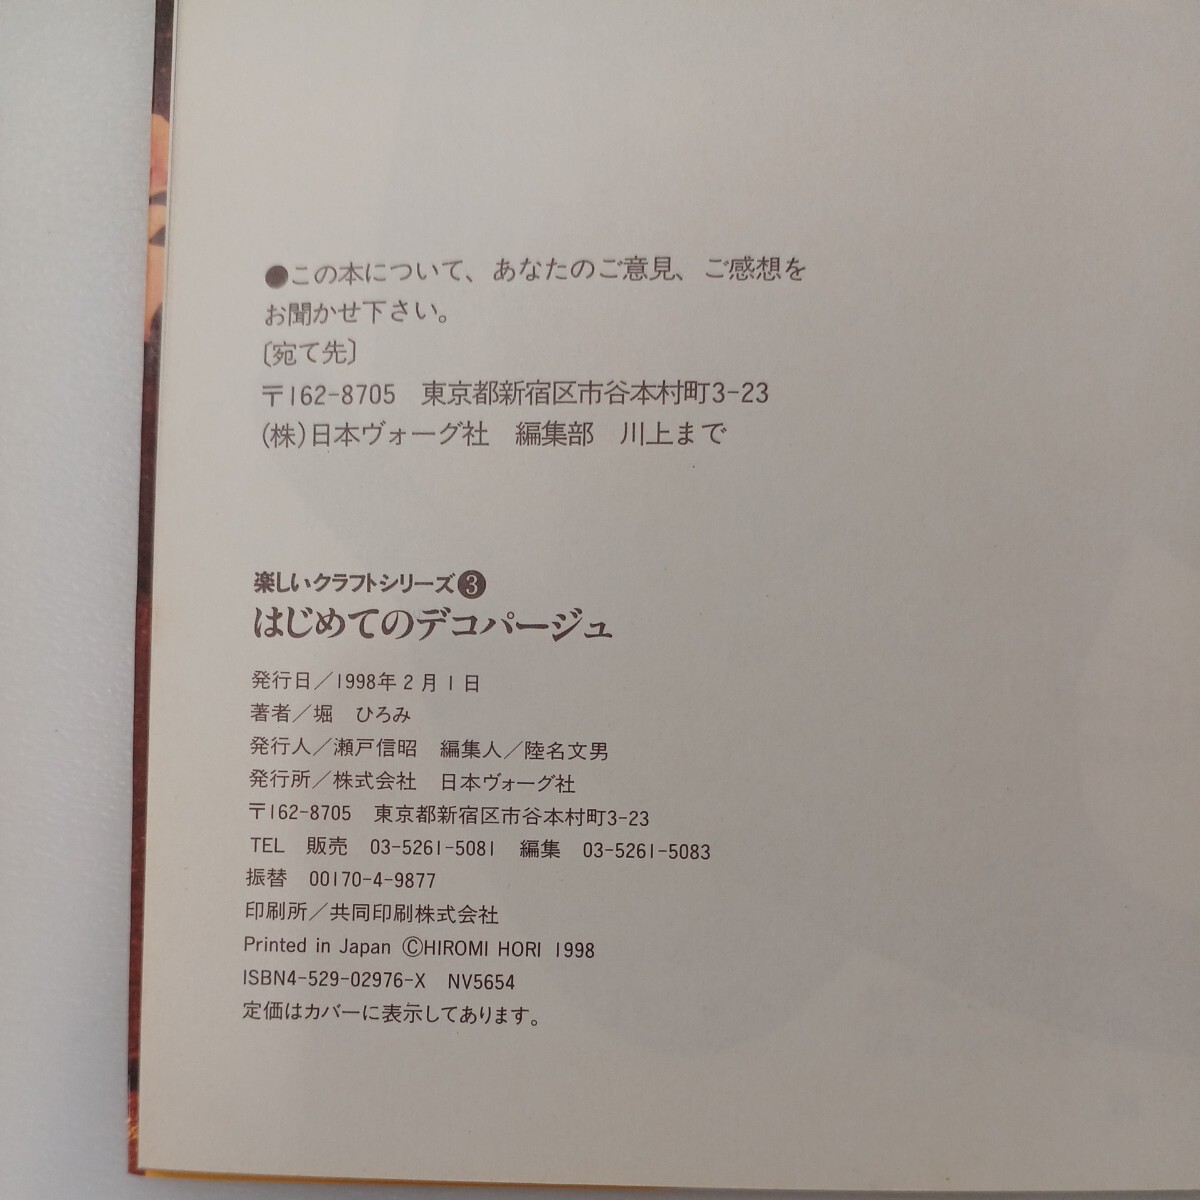 ●この本について、あなたのご意見、ご感想を
お聞かせ下さい。
〔宛て先〕
〒162-8705　東京都新宿区市谷本村町3-23
(株)日本ヴォーグ社　編集部　川上まで
楽しいクラフトシリーズ❸
はじめてのデコパージュ
発行日／1998年2月1日
著者／堀　ひろみ
発行人／瀬戸信昭　編集人／陸名文男
発行所／株式会社　日本ヴォーグ社
〒162-8705　東京都新宿区市谷本村町3-23
TEL　販売　03-5261-5081　編集　03-5261-5083
振替　00170-4-9877
印刷所／共同印刷株式会社
Printed in Japan ©HIROMI HORI 1998
ISBN4-529-02976-X　NV5654
定価はカバーに表示してあります。